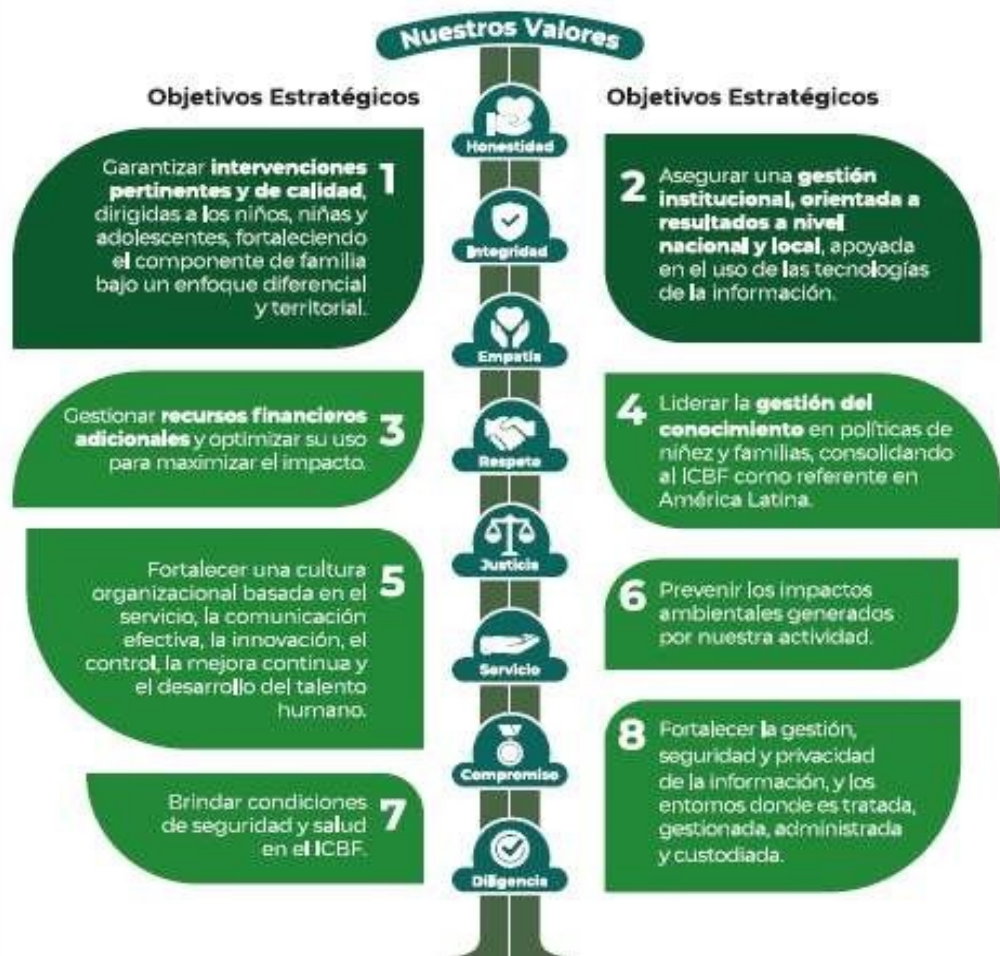 Nuestros Valores
Objetivos Estratégicos
Objetivos Estratégicos
Honestidad
1
Garantizar intervenciones
pertinentes y de calidad,
dirigidas a los niños, niñas y
adolescentes, fortaleciendo
el componente de familia
bajo un enfoque diferencial
y territorial.
2
Asegurar una gestión
institucional, orientada a
resultados a nivel
nacional y local, apoyada
en el uso de las tecnologías
de la información.
Integridad
Empatía
3
Gestionar recursos financieros
adicionales y optimizar su uso
para maximizar el impacto.
4
Liderar la gestión del
conocimiento en políticas de
niñez y familias, consolidando
al ICBF como referente en
América Latina.
Respeto
Justicia
5
Fortalecer una cultura
organizacional basada en el
servicio, la comunicación
efectiva, la innovación, el
control, la mejora continua y
el desarrollo del talento
humano.
6
Prevenir los impactos
ambientales generados
por nuestra actividad.
Servicio
Compromiso
7
Brindar condiciones
de seguridad y salud
en el ICBF.
8
Fortalecer la gestión,
seguridad y privacidad
de la información, y los
entornos donde es tratada,
gestionada, administrada
y custodiada.
Diligencia